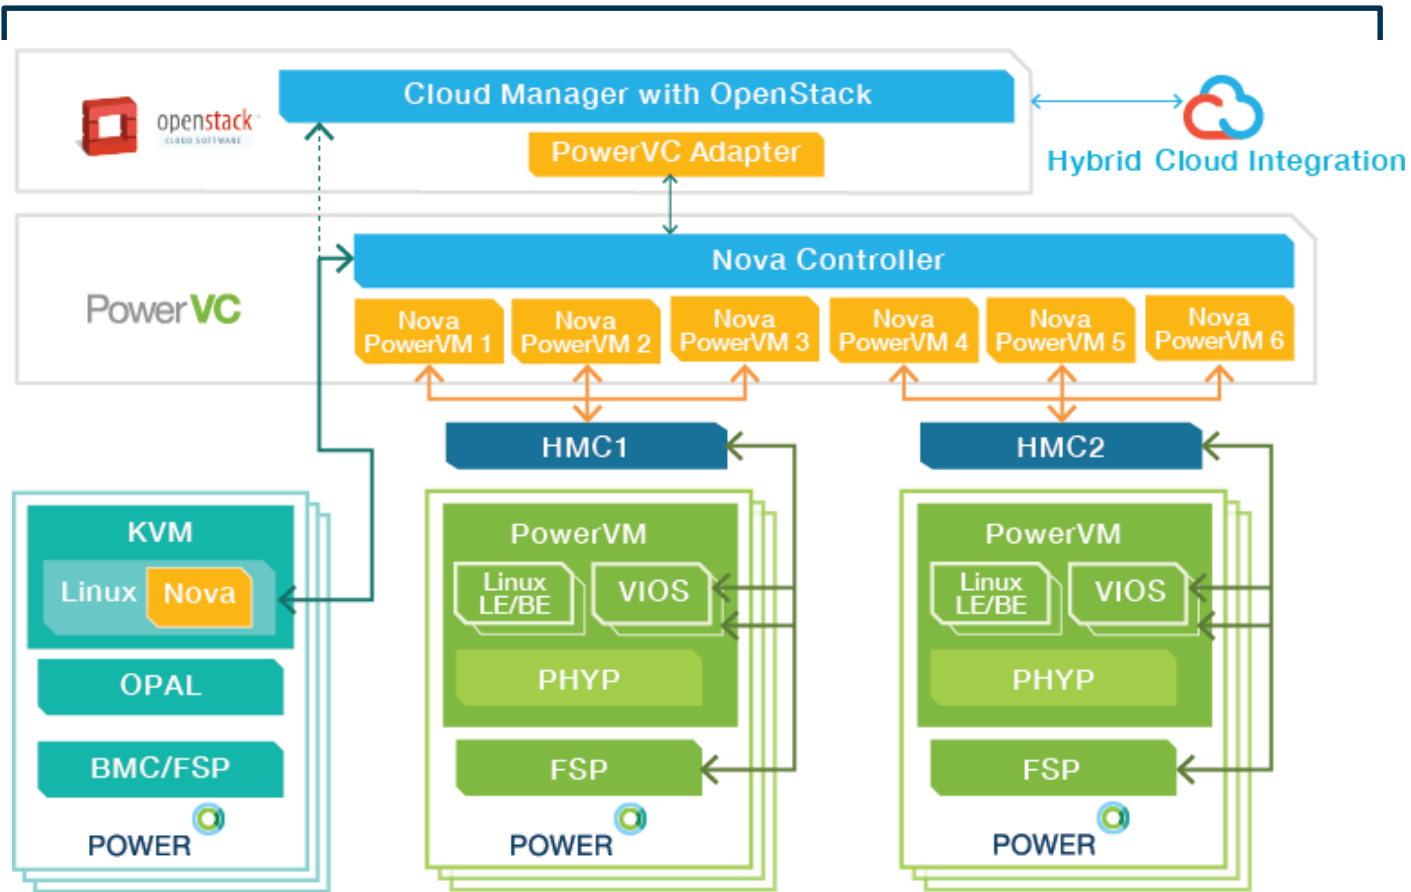 Cloud Manager with OpenStack
openstack™
CLOUD SOFTWARE
PowerVC Adapter
Hybrid Cloud Integration
Nova Controller
PowerVC
Nova
PowerVM 1
Nova
PowerVM 2
Nova
PowerVM 3
Nova
PowerVM 4
Nova
PowerVM 5
Nova
PowerVM 6
HMC1
HMC2
KVM
Linux
Nova
OPAL
BMC/FSP
POWER
PowerVM
Linux
LE/BE
VIOS
PHYP
FSP
POWER
PowerVM
Linux
LE/BE
VIOS
PHYP
FSP
POWER